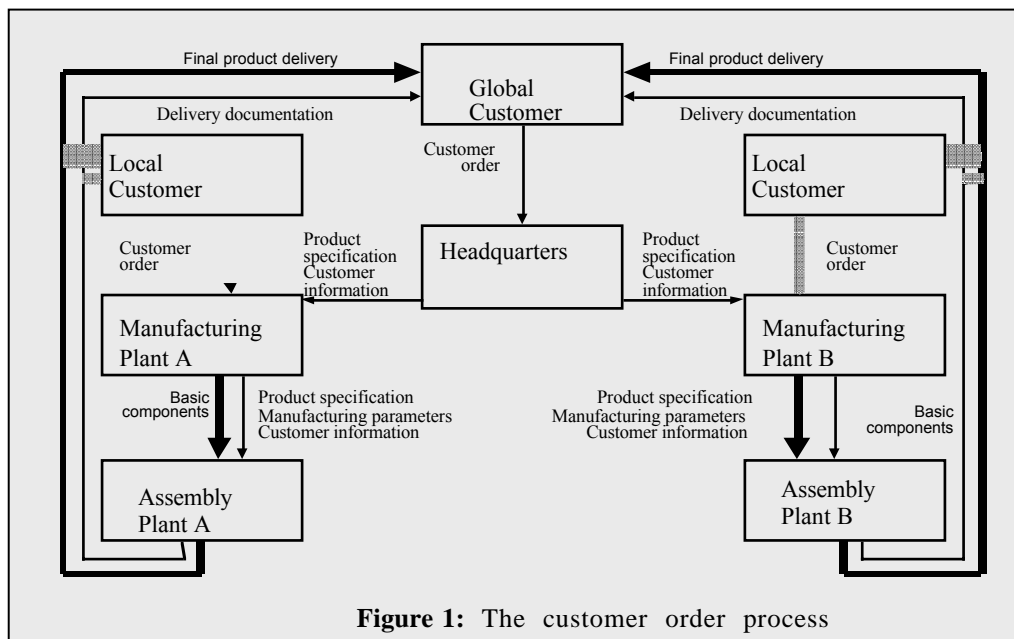 Final product delivery
Final product delivery
Global
Customer
Delivery documentation
Delivery documentation
Customer
order
Local
Customer
Local
Customer
Headquarters
Customer
order
Product
specification
Customer
information
Product
specification
Customer
information
Customer
order
Manufacturing
Plant A
Manufacturing
Plant B
Basic
components
Product specification
Manufacturing parameters
Customer information
Product specification
Manufacturing parameters
Customer information
Basic
components
Assembly
Plant A
Assembly
Plant B
Figure 1: The customer order process